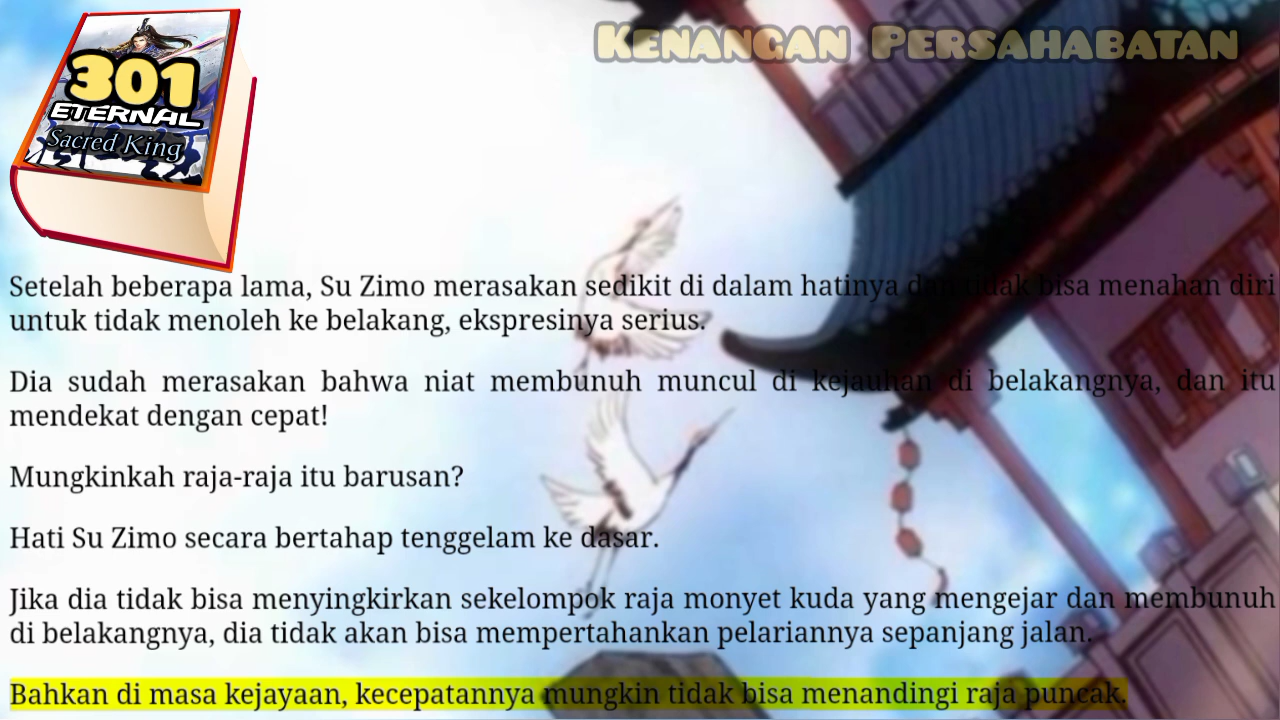 KENANGAN PERSAHABATAN
301
ETERNAL
Sacred King
Setelah beberapa lama, Su Zimo merasakan sedikit di dalam hatinya dan tidak bisa menahan diri
untuk tidak menoleh ke belakang, ekspresinya serius.
Dia sudah merasakan bahwa niat membunuh muncul di kejauhan di belakangnya, dan itu
mendekat dengan cepat!
Mungkinkah raja-raja itu barusan?
Hati Su Zimo secara bertahap tenggelam ke dasar.
Jika dia tidak bisa menyingkirkan sekelompok raja monyet kuda yang mengejar dan membunuh
di belakangnya, dia tidak akan bisa mempertahankan pelariannya sepanjang jalan.
Bahkan di masa kejayaan, kecepatannya mungkin tidak bisa menandingi raja puncak.